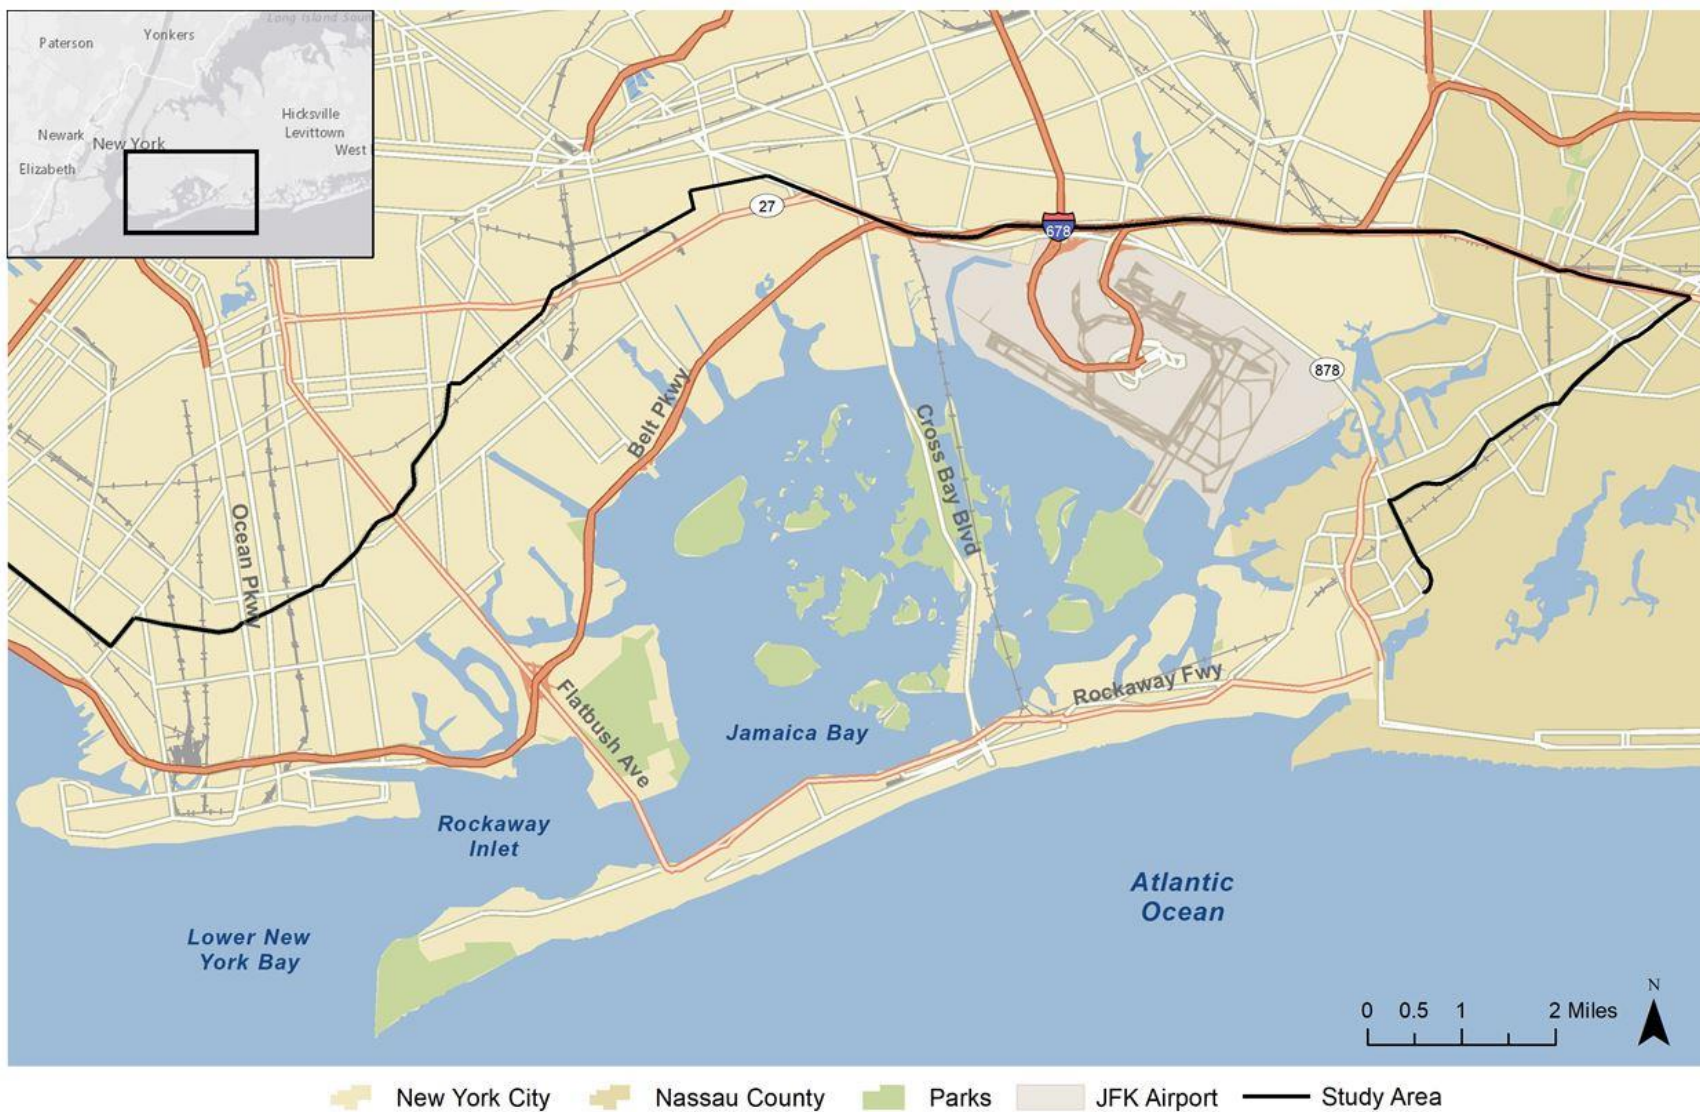 Long Island Soun
Paterson
Yonkers
Hicksville
Levittown
Newark
New York
West
Elizabeth
27
678
878
Belt Pkwy
Cross Bay Blvd
Ocean Pkwy
Flatbush Ave
Rockaway Fwy
Jamaica Bay
Rockaway
Inlet
Atlantic
Ocean
Lower New
York Bay
N
0 0.5 1 2 Miles
New York City
Nassau County
Parks
JFK Airport
Study Area